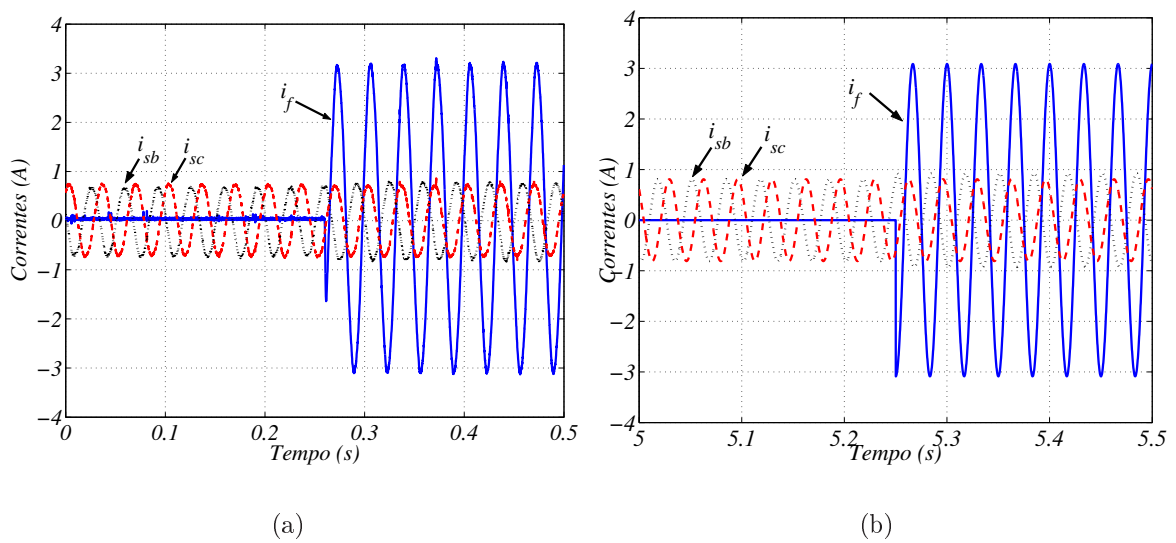 4
3
2
1
0
−1
−2
−3
−4
Correntes (A)
i_f
i_sb
i_sc
0
0.1
0.2
0.3
0.4
0.5
Tempo (s)
(a)
4
3
2
1
0
−1
−2
−3
−4
Correntes (A)
i_f
i_sb
i_sc
5
5.1
5.2
5.3
5.4
5.5
Tempo (s)
(b)